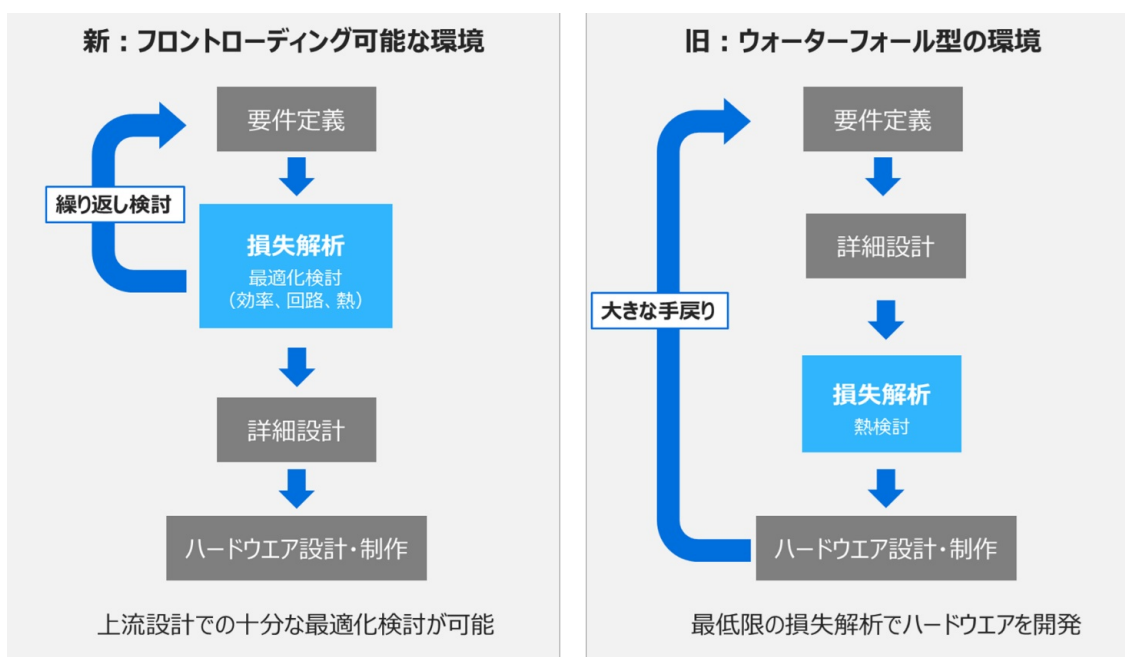 新：フロントローディング可能な環境
要件定義
繰り返し検討
損失解析
最適化検討
（効率、回路、熱）
詳細設計
ハードウエア設計・制作
上流設計での十分な最適化検討が可能
旧：ウォーターフォール型の環境
要件定義
詳細設計
大きな手戻り
損失解析
熱検討
ハードウエア設計・制作
最低限の損失解析でハードウエアを開発